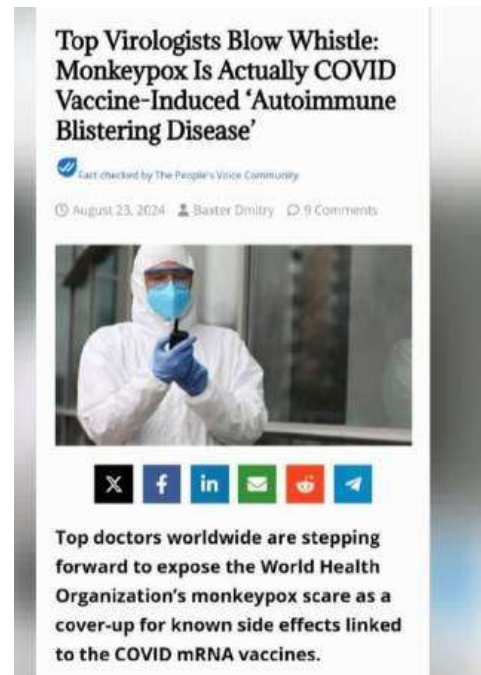 Top Virologists Blow Whistle:
Monkeypox Is Actually COVID
Vaccine-Induced ‘Autoimmune
Blistering Disease’
Fact checked by The People's Voice Community
August 23, 2024 Baxter Dmitry 9 Comments
X f in
Top doctors worldwide are stepping
forward to expose the World Health
Organization’s monkeypox scare as a
cover-up for known side effects linked
to the COVID mRNA vaccines.